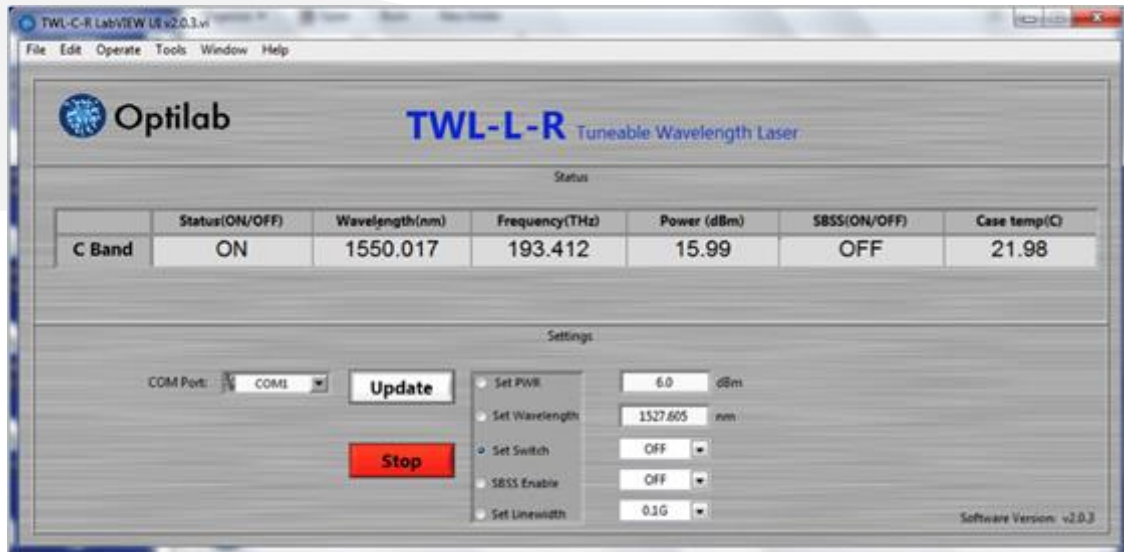 TWL-C-R LabVIEW UI v2.0.3.vi
File Edit Operate Tools Window Help
Optilab
TWL-L-R Tuneable Wavelength Laser
Status
Status(ON/OFF) Wavelength(nm) Frequency(THz) Power (dBm) SBSS(ON/OFF) Case temp(C)
C Band ON 1550.017 193.412 15.99 OFF 21.98
Settings
COM Port: COM1 Update Set PWR 6.0 dBm
Set Wavelength 1527.605 nm
Stop Set Switch OFF
SBSS Enable OFF
Set Linewidth 0.1G
Software Version: v2.0.3